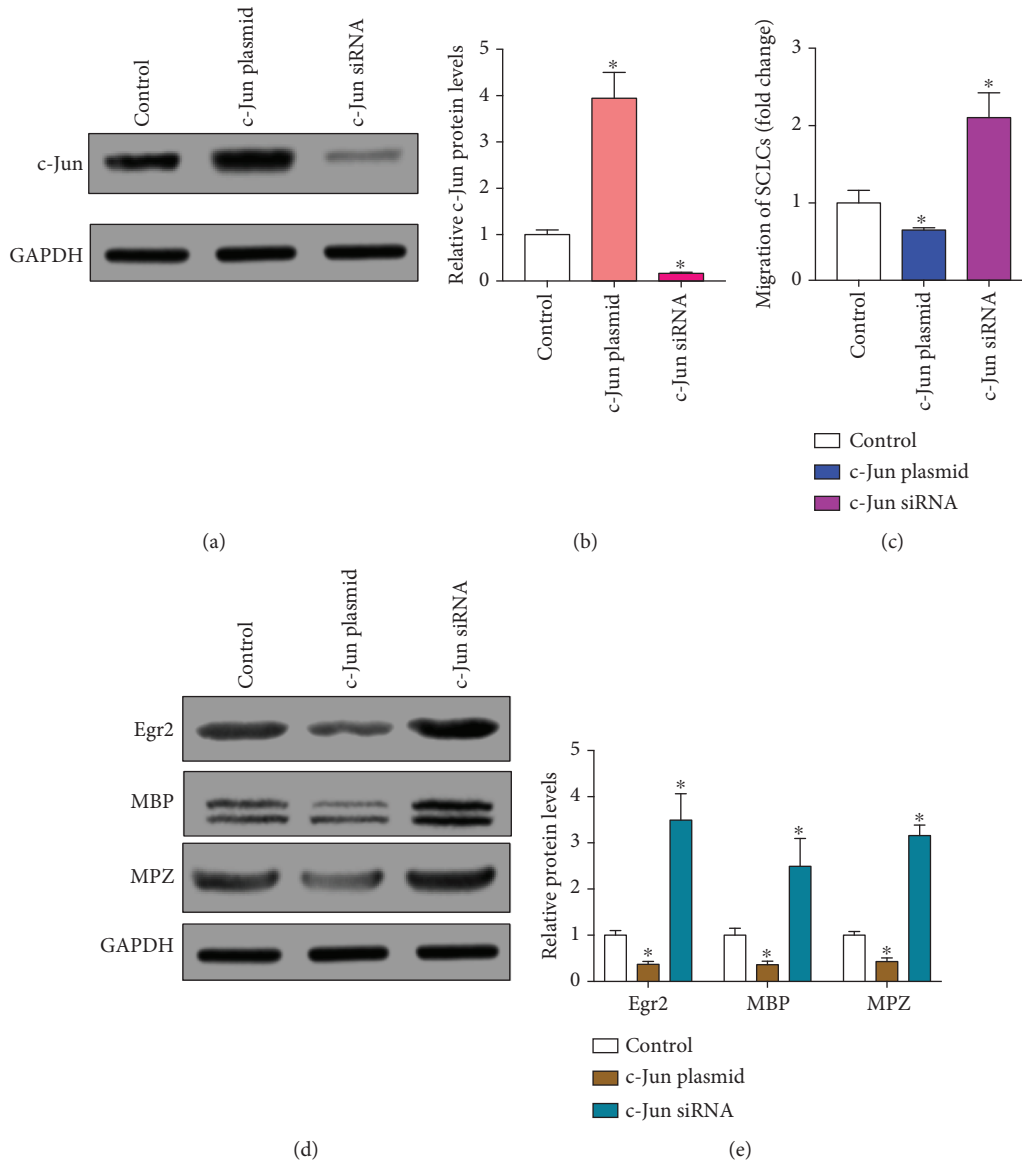 Control
c-Jun plasmid
c-Jun siRNA
c-Jun
GAPDH
(a)
Relative c-Jun protein levels
5
4
3
2
1
0
*
*
Control
c-Jun plasmid
c-Jun siRNA
(b)
Migration of SCLCs (fold change)
3
2
1
0
*
*
Control
c-Jun plasmid
c-Jun siRNA
Control
c-Jun plasmid
c-Jun siRNA
(c)
Control
c-Jun plasmid
c-Jun siRNA
Egr2
MBP
MPZ
GAPDH
(d)
Relative protein levels
5
4
3
2
1
0
*
*
*
*
*
*
Egr2
MBP
MPZ
Control
c-Jun plasmid
c-Jun siRNA
(e)